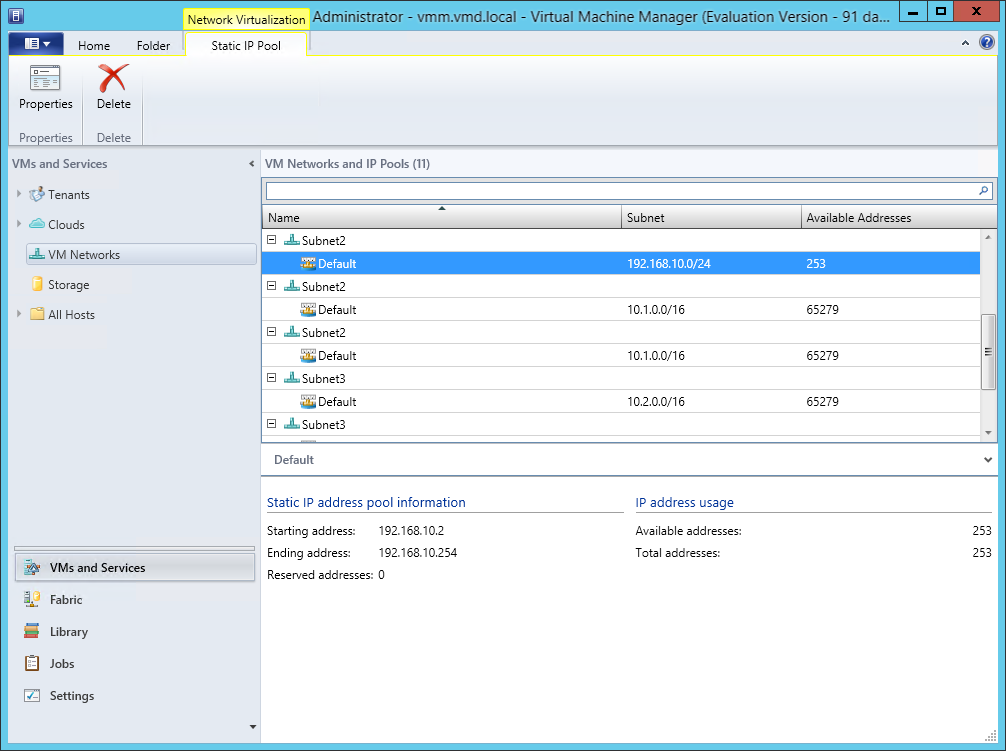 Network Virtualization
Administrator - vmm.vmd.local - Virtual Machine Manager (Evaluation Version - 91 da...
Home
Folder
Static IP Pool
Properties
Delete
Properties
Delete
VMs and Services
Tenants
Clouds
VM Networks
Storage
All Hosts
VMs and Services
Fabric
Library
Jobs
Settings
VM Networks and IP Pools (11)
Name Subnet Available Addresses
Subnet2
Default 192.168.10.0/24 253
Subnet2
Default 10.1.0.0/16 65279
Subnet2
Default 10.1.0.0/16 65279
Subnet3
Default 10.2.0.0/16 65279
Subnet3
Default
Static IP address pool information
Starting address: 192.168.10.2
Ending address: 192.168.10.254
Reserved addresses: 0
IP address usage
Available addresses: 253
Total addresses: 253